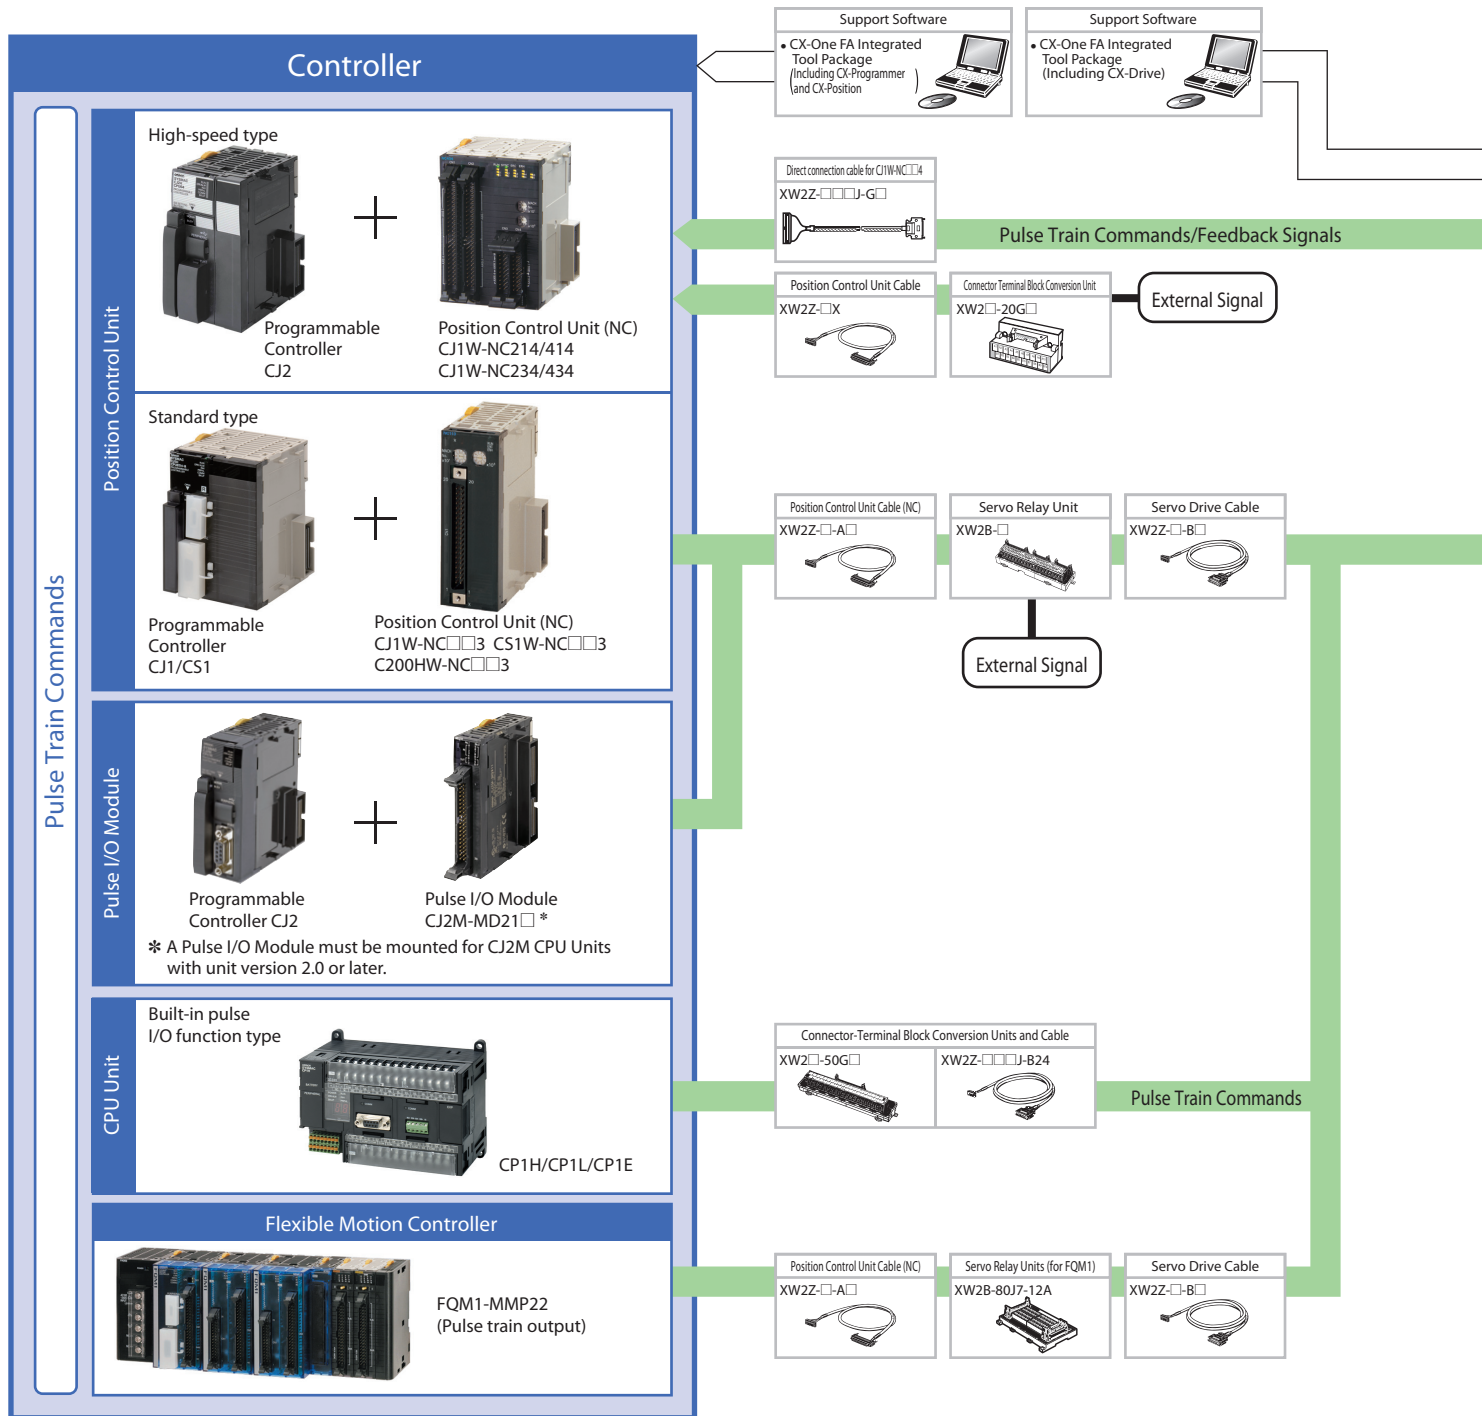 Support Software
• CX-One FA Integrated
Tool Package
(Including CX-Programmer
and CX-Position)
Support Software
• CX-One FA Integrated
Tool Package
(Including CX-Drive)
Controller
Pulse Train Commands
Position Control Unit
High-speed type
Programmable
Controller
CJ2
Position Control Unit (NC)
CJ1W-NC214/414
CJ1W-NC234/434
Direct connection cable for CJ1W-NC□□4
XW2Z-□□□J-G□
Pulse Train Commands/Feedback Signals
Position Control Unit Cable
XW2Z-□X
Connector Terminal Block Conversion Unit
XW2□-20G□
External Signal
Standard type
Programmable
Controller
CJ1/CS1
Position Control Unit (NC)
CJ1W-NC□□3 CS1W-NC□□3
C200HW-NC□□3
Position Control Unit Cable (NC)
XW2Z-□-A□
Servo Relay Unit
XW2B-□
Servo Drive Cable
XW2Z-□-B□
External Signal
Pulse I/O Module
Programmable
Controller CJ2
Pulse I/O Module
CJ2M-MD21□ *
* A Pulse I/O Module must be mounted for CJ2M CPU Units
with unit version 2.0 or later.
CPU Unit
Built-in pulse
I/O function type
CP1H/CP1L/CP1E
Connector-Terminal Block Conversion Units and Cable
XW2□-50G□
XW2Z-□□□J-B24
Pulse Train Commands
Flexible Motion Controller
FQM1-MMP22
(Pulse train output)
Position Control Unit Cable (NC)
XW2Z-□-A□
Servo Relay Units (for FQM1)
XW2B-80J7-12A
Servo Drive Cable
XW2Z-□-B□